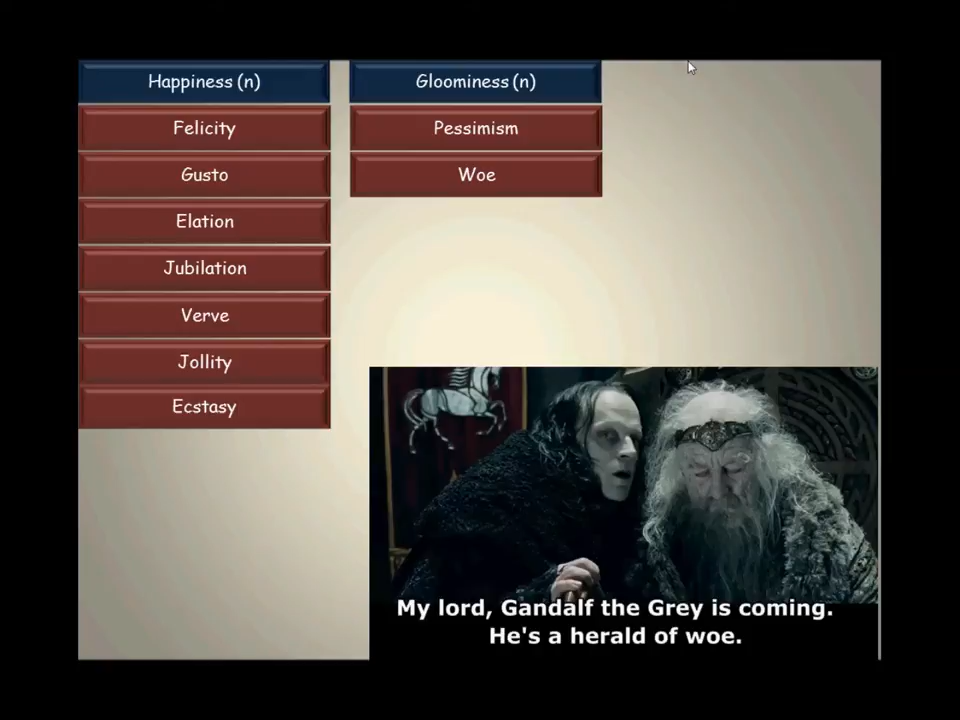 Happiness (n)
Felicity
Gusto
Elation
Jubilation
Verve
Jollity
Ecstasy
Gloominess (n)
Pessimism
Woe
My lord, Gandalf the Grey is coming.
He's a herald of woe.